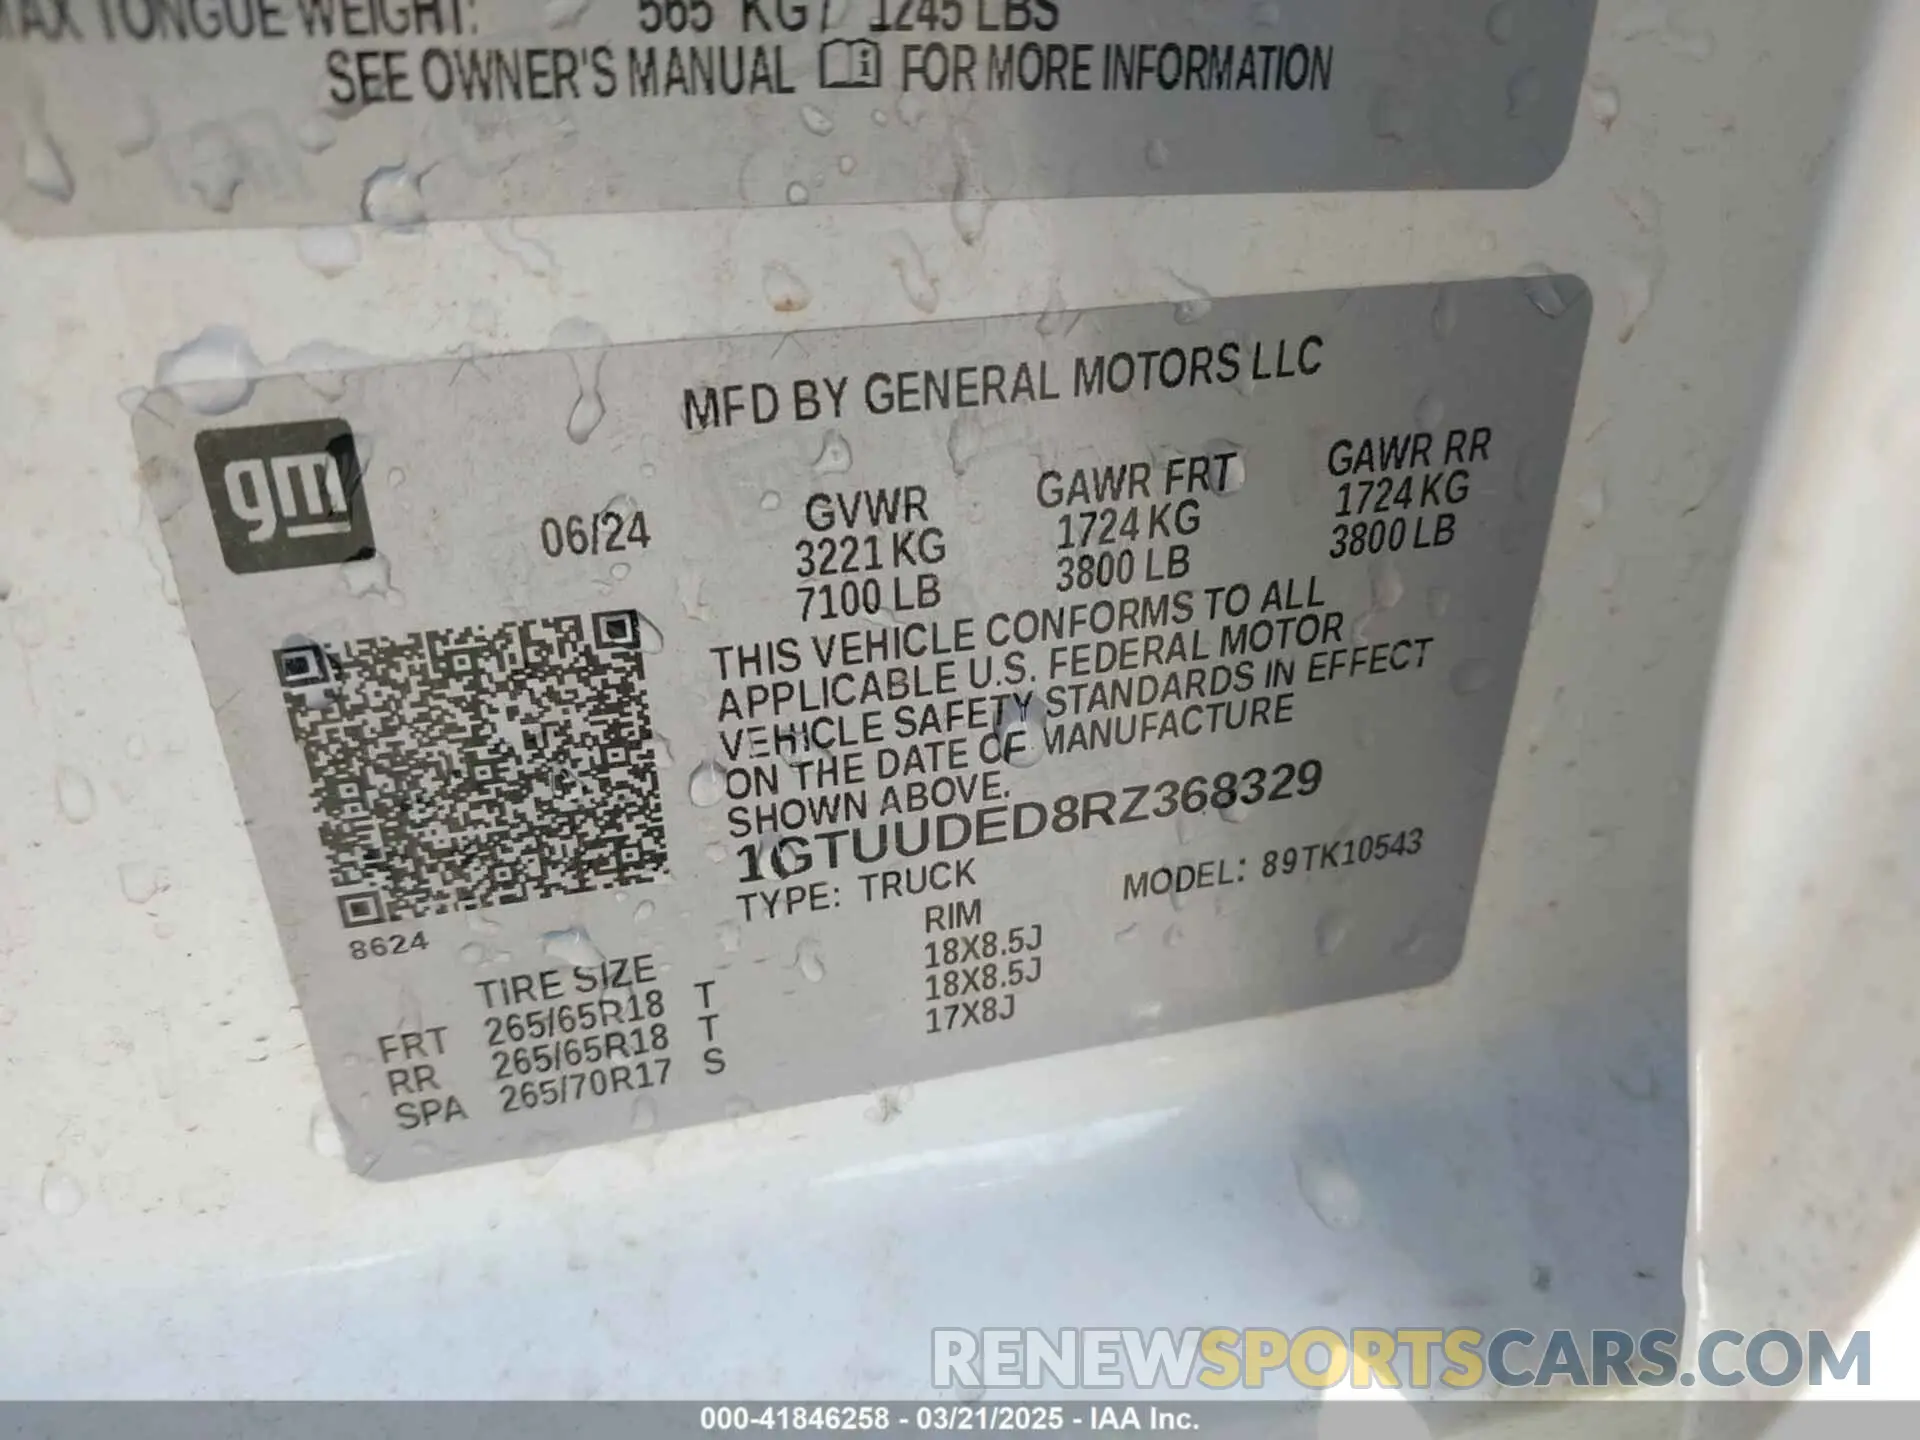 MAX TONGUE WEIGHT: 565 KG / 1245 LBS
SEE OWNER'S MANUAL FOR MORE INFORMATION
MFD BY GENERAL MOTORS LLC
gm
06/24
GVWR GAWR FRT GAWR RR
3221 KG 1724 KG 1724 KG
7100 LB 3800 LB 3800 LB
THIS VEHICLE CONFORMS TO ALL
APPLICABLE U.S. FEDERAL MOTOR
VEHICLE SAFETY STANDARDS IN EFFECT
ON THE DATE OF MANUFACTURE
SHOWN ABOVE.
1GTUUDED8RZ368329
TYPE: TRUCK MODEL: 89TK10543
8624
TIRE SIZE RIM
FRT 265/65R18 T 18X8.5J
RR 265/65R18 T 18X8.5J
SPA 265/70R17 S 17X8J
RENEWSPORTSCARS.COM
000-41846258 - 03/21/2025 - IAA Inc.